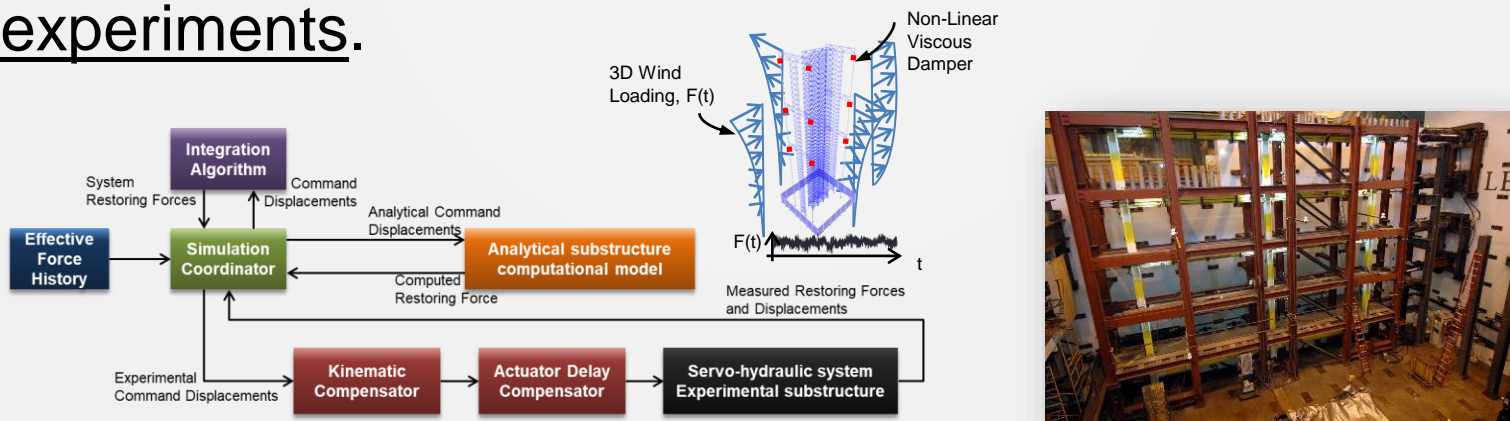 experiments.
Non-Linear
Viscous
Damper
3D Wind
Loading, F(t)
Integration
Algorithm
System
Restoring Forces
Command
Displacements
Analytical Command
Displacements
Effective
Force
History
Simulation
Coordinator
Analytical substructure
computational model
F(t)
t
Computed
Restoring Force
Measured Restoring Forces
and Displacements
Experimental
Command Displacements
Kinematic
Compensator
Actuator Delay
Compensator
Servo-hydraulic system
Experimental substructure
LE